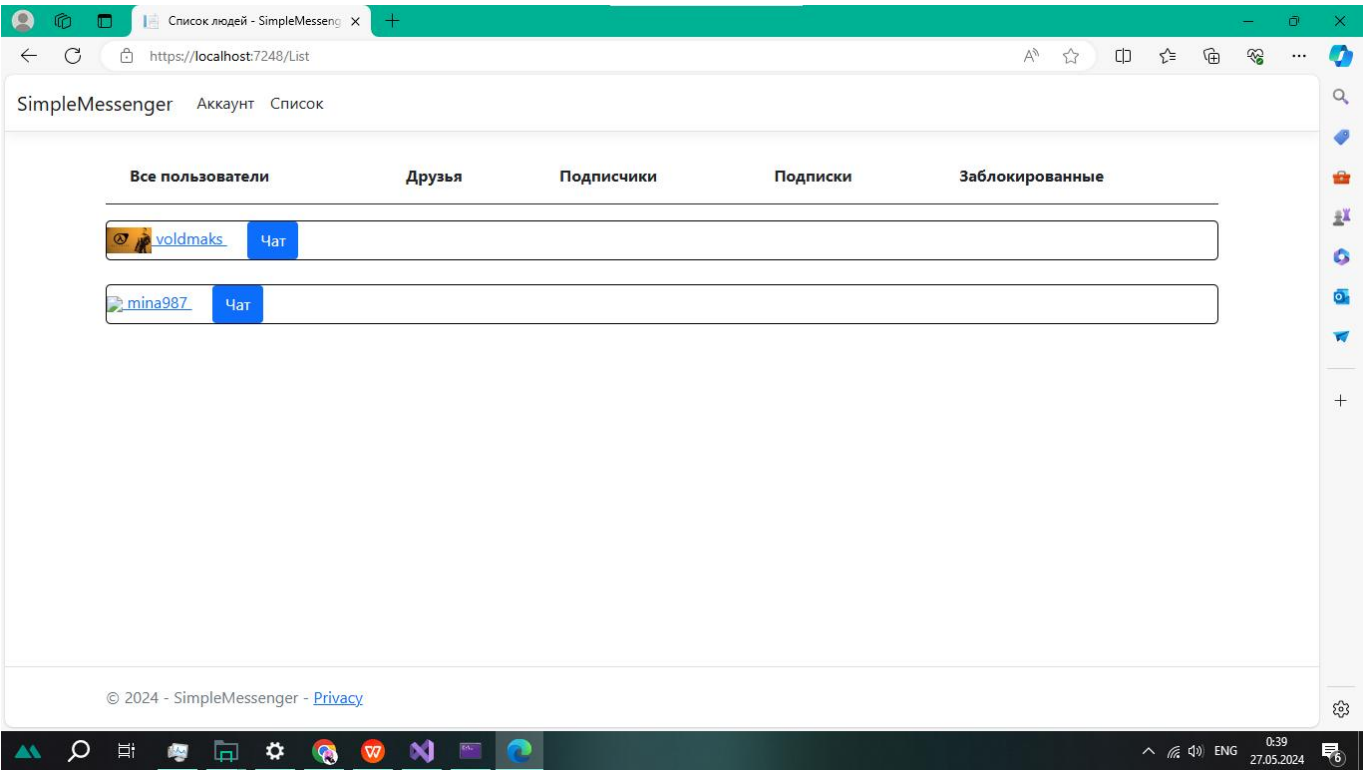 Список людей - SimpleMesseng
https://localhost:7248/List
SimpleMessenger Аккаунт Список
Все пользователи Друзья Подписчики Подписки Заблокированные
voldmaks Чат
mina987 Чат
© 2024 - SimpleMessenger - Privacy
ENG 0:39
27.05.2024
6